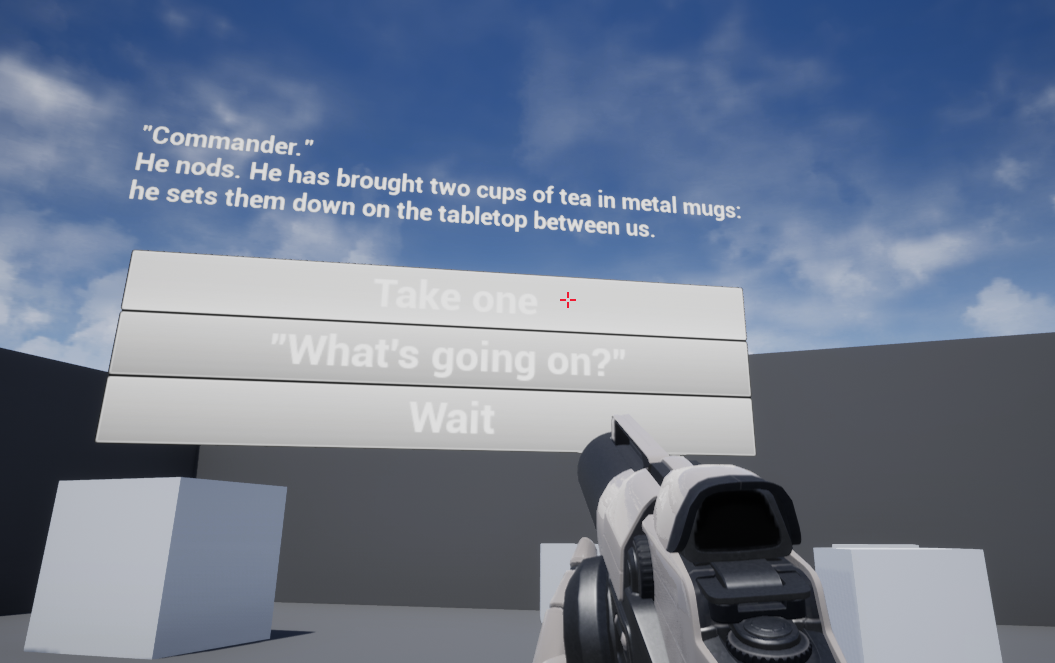 "Commander."
He nods. He has brought two cups of tea in metal mugs:
he sets them down on the tabletop between us.
Take one
"What's going on?"
Wait